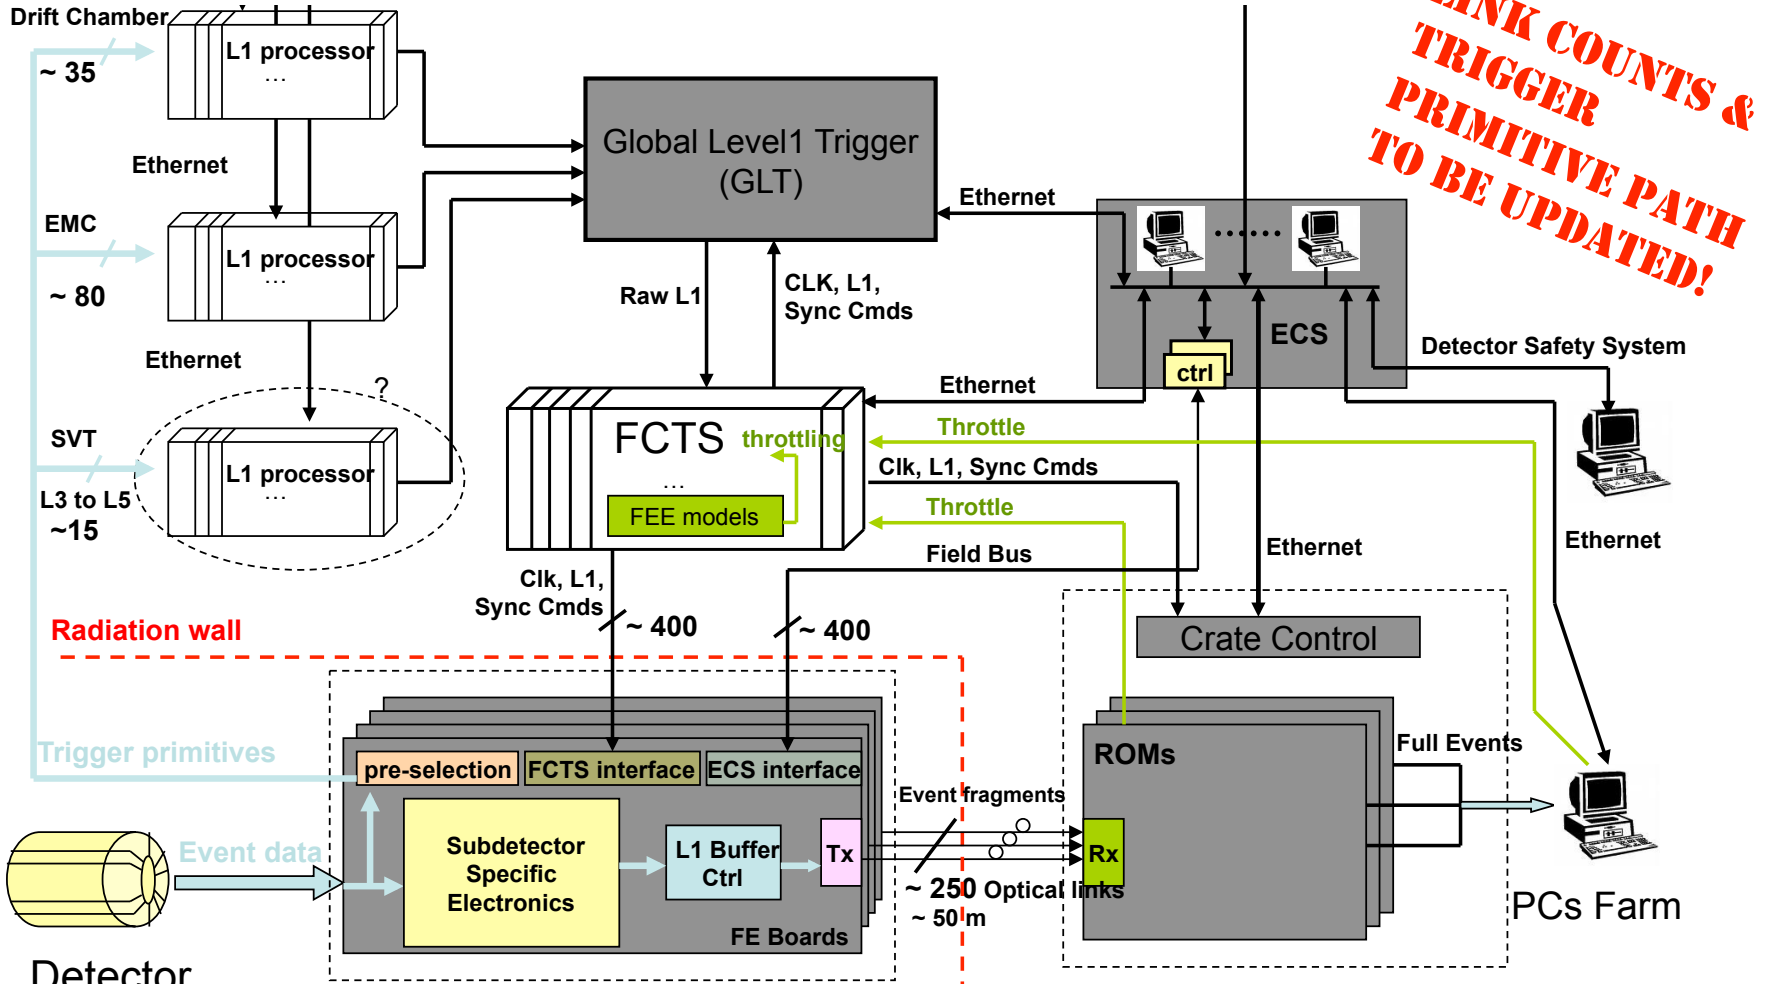 Drift Chamber
~ 35
L1 processor
...
Ethernet
EMC
~ 80
L1 processor
...
Ethernet
?
SVT
L3 to L5
~15
L1 processor
...
Global Level1 Trigger
(GLT)
LINK COUNTS &
TRIGGER
PRIMITIVE PATH
TO BE UPDATED!
Ethernet
Raw L1
CLK, L1,
Sync Cmds
ECS
ctrl
Detector Safety System
Ethernet
FCTS
throttling
...
FEE models
Throttle
Clk, L1, Sync Cmds
Throttle
Field Bus
Ethernet
Ethernet
Clk, L1,
Sync Cmds
~ 400
~ 400
Radiation wall
Crate Control
Trigger primitives
pre-selection
FCTS interface
ECS interface
ROMs
Full Events
Event fragments
Event data
Subdetector
Specific
Electronics
L1 Buffer
Ctrl
Tx
Rx
~ 250 Optical links
~ 50 m
FE Boards
PCs Farm
Detector